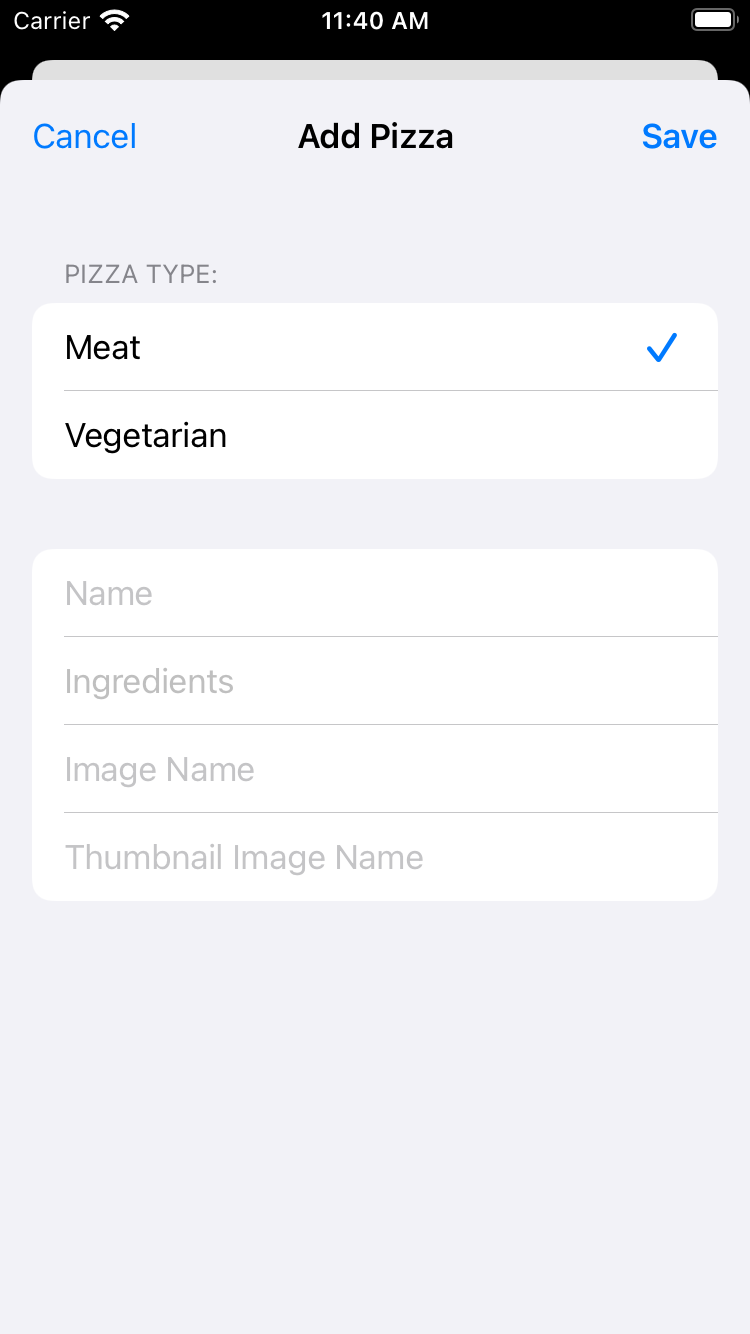 Carrier 11:40 AM
Cancel Add Pizza Save
PIZZA TYPE:
Meat
Vegetarian
Name
Ingredients
Image Name
Thumbnail Image Name